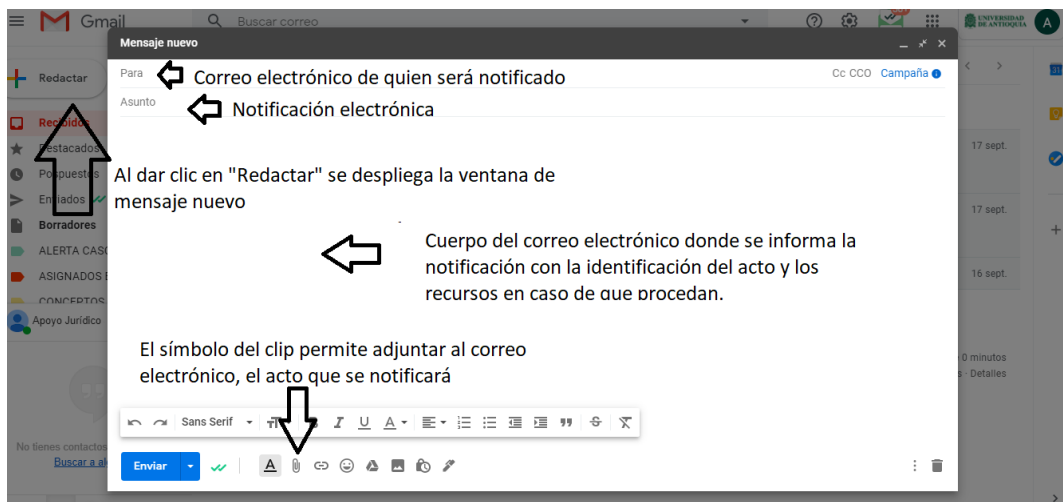 Gmail
Buscar correo
UNIVERSIDAD
DE ANTIOQUIA
A
Mensaje nuevo
Redactar
Para
Correo electrónico de quien será notificado
Cc CCO Campaña
Asunto
Notificación electrónica
Recibidos
Destacados
17 sept.
Pospuestos
Al dar clic en "Redactar" se despliega la ventana de
mensaje nuevo
Enviados
17 sept.
Borradores
Cuerpo del correo electrónico donde se informa la
notificación con la identificación del acto y los
recursos en caso de que procedan.
ALERTA CASO
ASIGNADOS E
16 sept.
CONCEPTOS
Apoyo Jurídico
El símbolo del clip permite adjuntar al correo
electrónico, el acto que se notificará
0 minutos
Detalles
Sans Serif
No tienes contactos
Buscar a al
Enviar